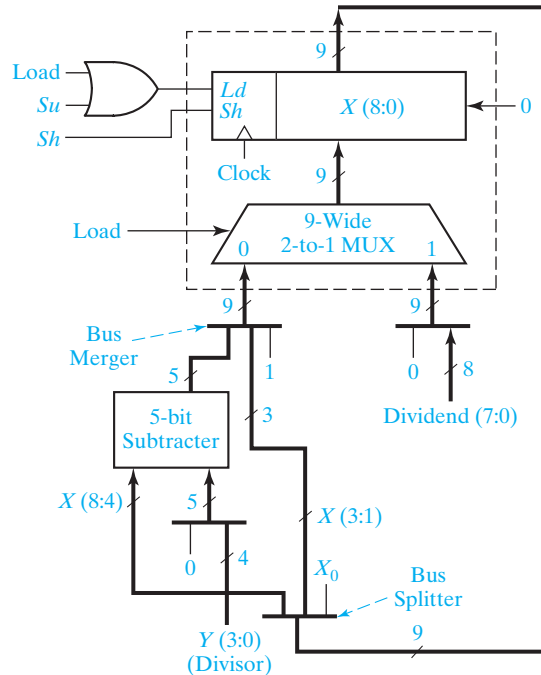 9
Load
Su
Sh
Ld
Sh
X (8:0)
0
Clock
9
Load
9-Wide
2-to-1 MUX
0
1
9
9
Bus
Merger
1
0
8
5
3
Dividend (7:0)
5-bit
Subtracter
X (8:4)
5
X (3:1)
0
4
X0
Bus
Splitter
Y (3:0)
(Divisor)
9